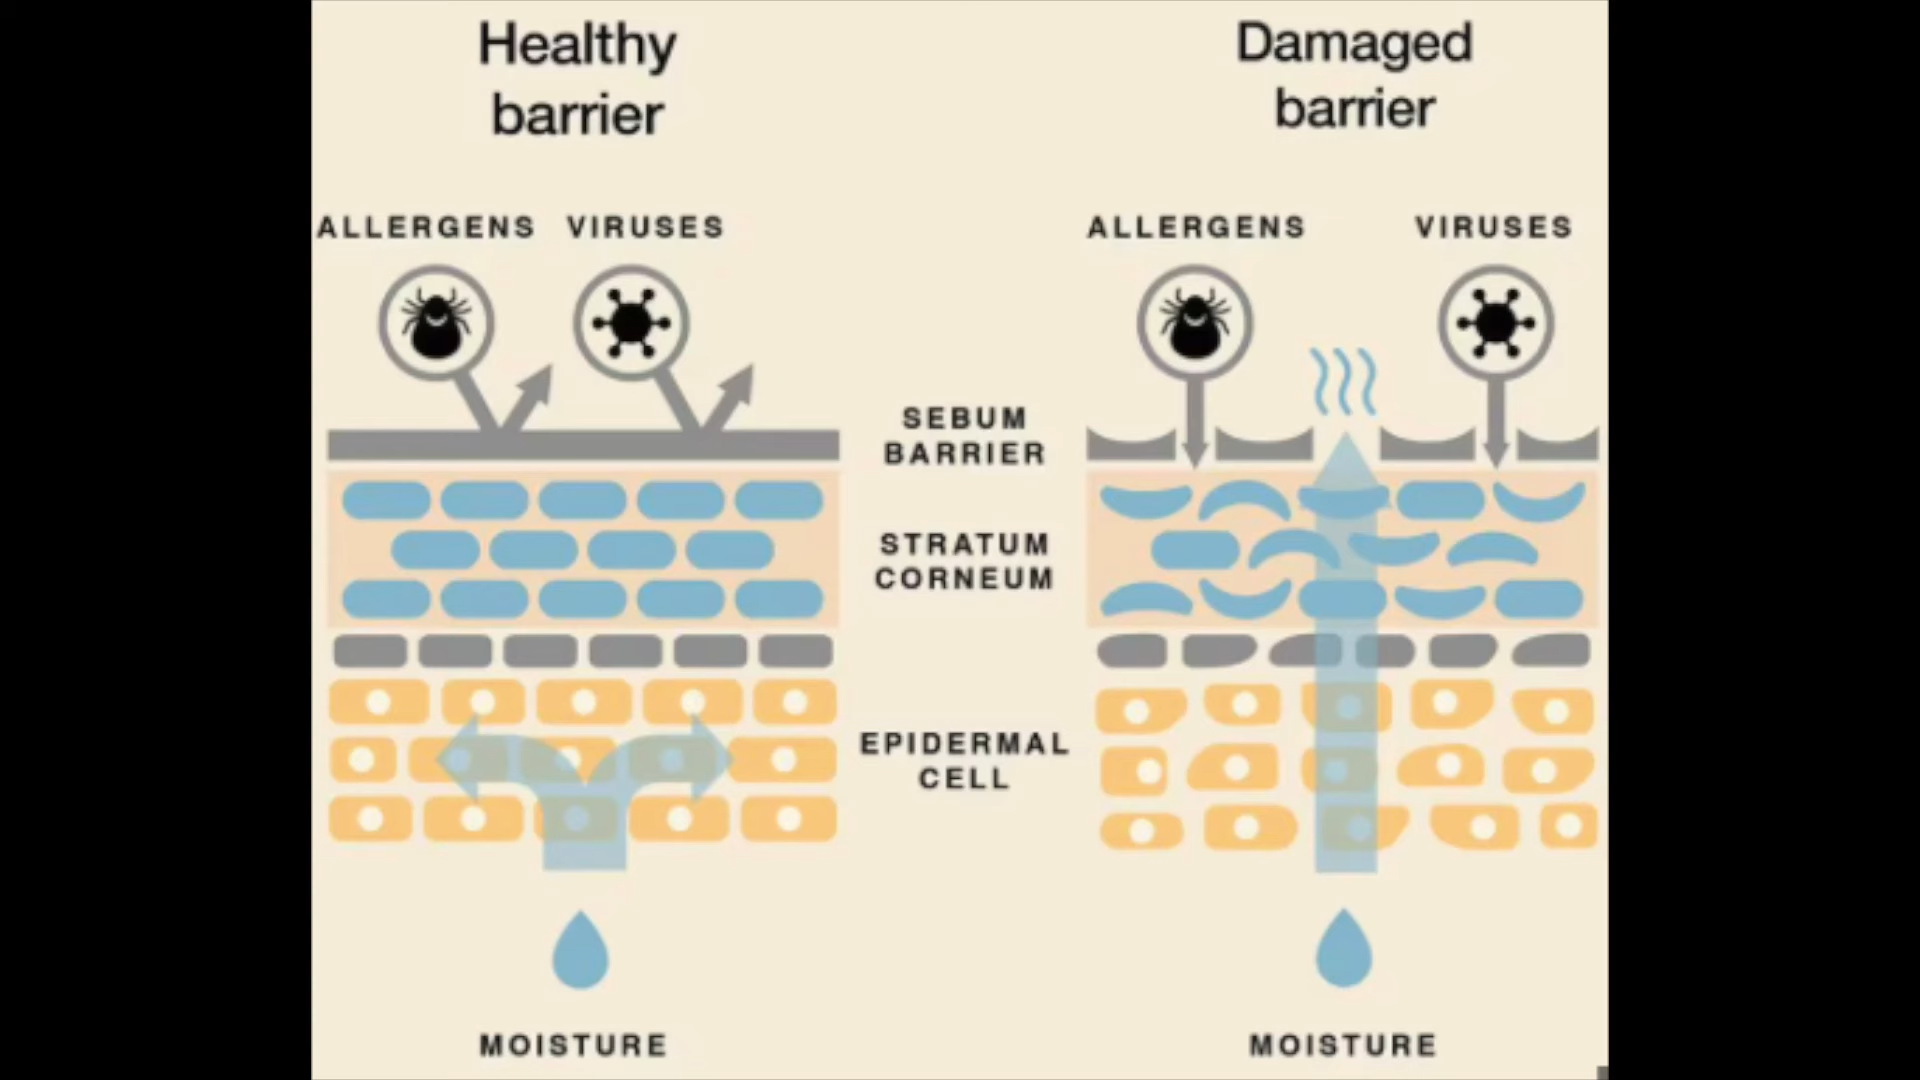 Healthy
barrier
Damaged
barrier
ALLERGENS VIRUSES
ALLERGENS VIRUSES
SEBUM
BARRIER
STRATUM
CORNEUM
EPIDERMAL
CELL
MOISTURE
MOISTURE